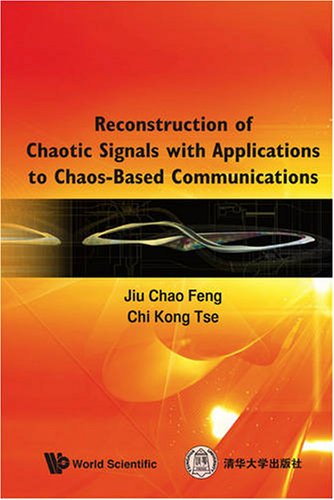 Reconstruction of
Chaotic Signals with Applications
to Chaos-Based Communications
Jiu Chao Feng
Chi Kong Tse
World Scientific
清华大学出版社